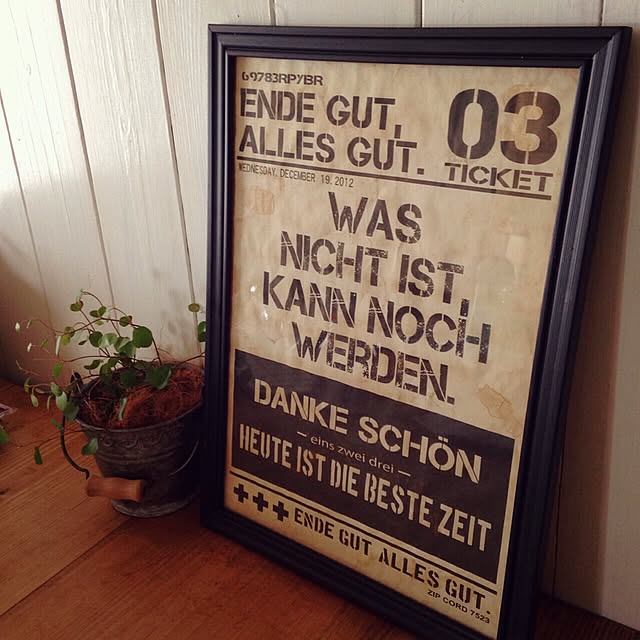 69783RPYBR
ENDE GUT,
ALLES GUT.
03
TICKET
WEDNESDAY, DECEMBER 19. 2012
WAS
NICHT IST,
KANN NOCH
WERDEN.
DANKE SCHÖN
— eins zwei drei —
HEUTE IST DIE BESTE ZEIT
+++ ENDE GUT ALLES GUT.
ZIP CORD 7523